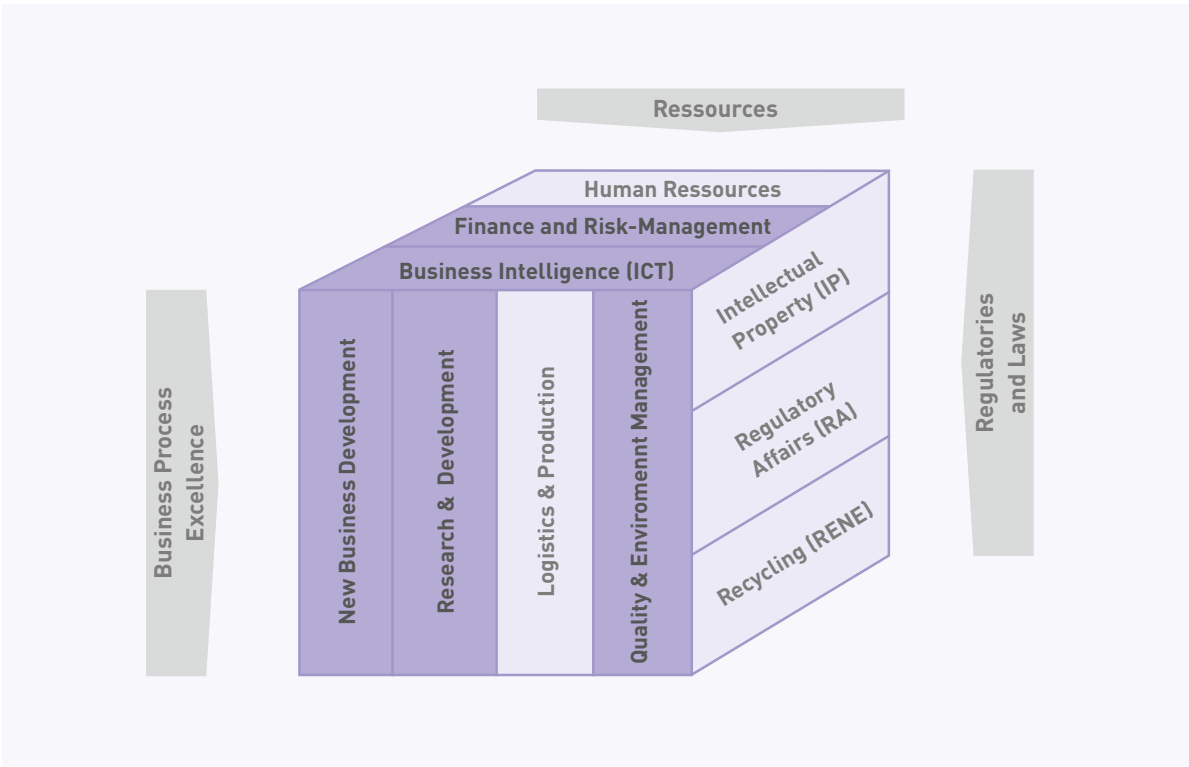 Ressources
Human Ressources
Finance and Risk-Management
Business Intelligence (ICT)
Business Process
Excellence
New Business Development
Research & Development
Logistics & Production
Quality & Enviromennt Management
Intellectual
Property (IP)
Regulatory
Affairs (RA)
Recycling (RENE)
Regulatories
and Laws